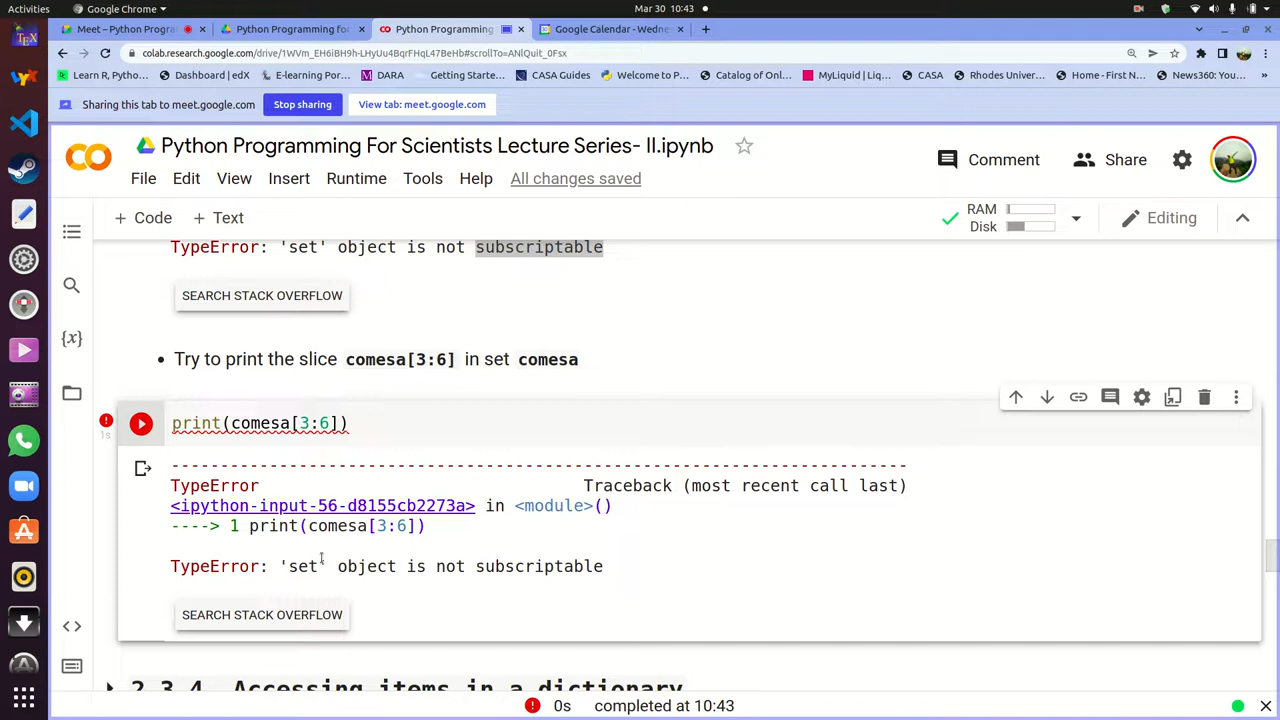 Activities Google Chrome Mar 30 10:43
Meet – Python Progra Python Programming fo Python Programming Google Calendar - Wedne
colab.research.google.com/drive/1WVm_EH6iBH9h-LHyUu4BqrFHqL47BeHb#scrollTo=ANlQuit_0Fsx
Learn R, Pytho... Dashboard | edX E-learning Por... DARA Getting Starte... CASA Guides Welcome to P... Catalog of Onl... MyLiquid | Liq... CASA Rhodes Univer... Home - First N... News360: You... »
Sharing this tab to meet.google.com Stop sharing View tab: meet.google.com
Python Programming For Scientists Lecture Series- II.ipynb
Comment Share
File Edit View Insert Runtime Tools Help All changes saved
+ Code + Text RAM Disk Editing
TypeError: 'set' object is not subscriptable
SEARCH STACK OVERFLOW
• Try to print the slice comesa[3:6] in set comesa
print(comesa[3:6])
1s
---------------------------------------------------------------------------
TypeError Traceback (most recent call last)
<ipython-input-56-d8155cb2273a> in <module>()
----> 1 print(comesa[3:6])
TypeError: 'set' object is not subscriptable
SEARCH STACK OVERFLOW
2.3.4. Accessing items in a dictionary
0s completed at 10:43